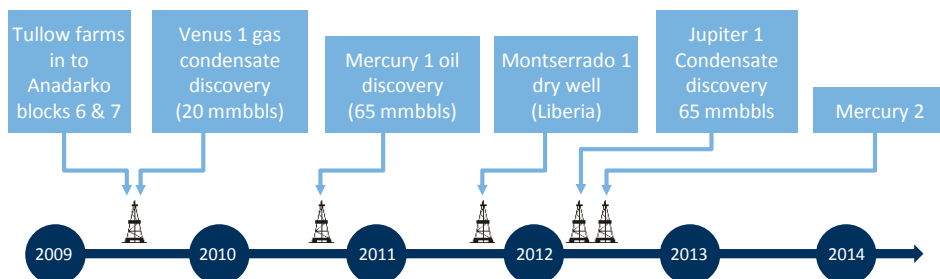 Tullow farms
in to
Anadarko
blocks 6 & 7
Venus 1 gas
condensate
discovery
(20 mmbbls)
Mercury 1 oil
discovery
(65 mmbbls)
Montserrado 1
dry well
(Liberia)
Jupiter 1
Condensate
discovery
65 mmbbls
Mercury 2
2009
2010
2011
2012
2013
2014